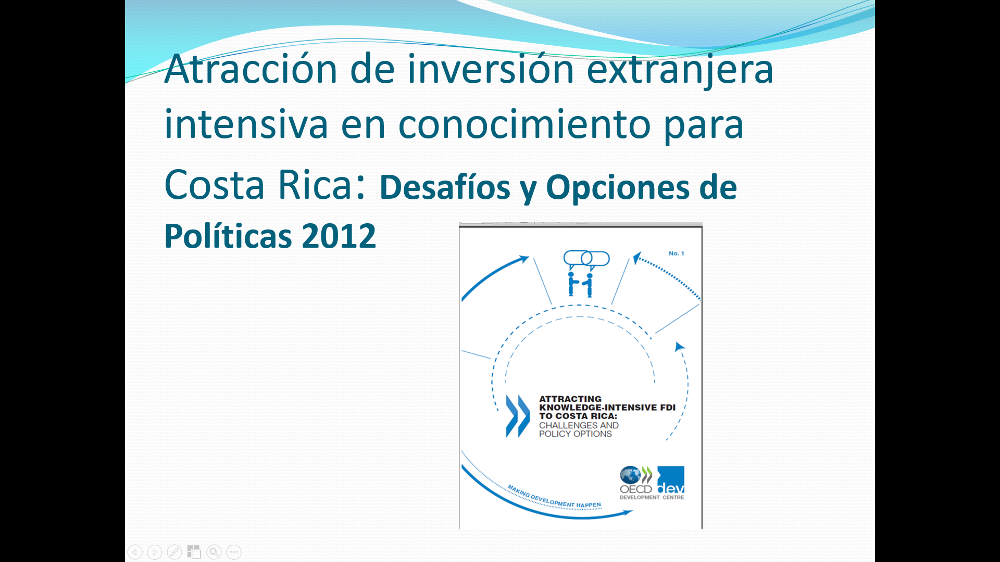 Atracción de inversión extranjera
intensiva en conocimiento para
Costa Rica: Desafíos y Opciones de
Políticas 2012
No. 1
ATTRACTING
KNOWLEDGE-INTENSIVE FDI
TO COSTA RICA:
CHALLENGES AND
POLICY OPTIONS
MAKING DEVELOPMENT HAPPEN
OECD dev
DEVELOPMENT CENTRE